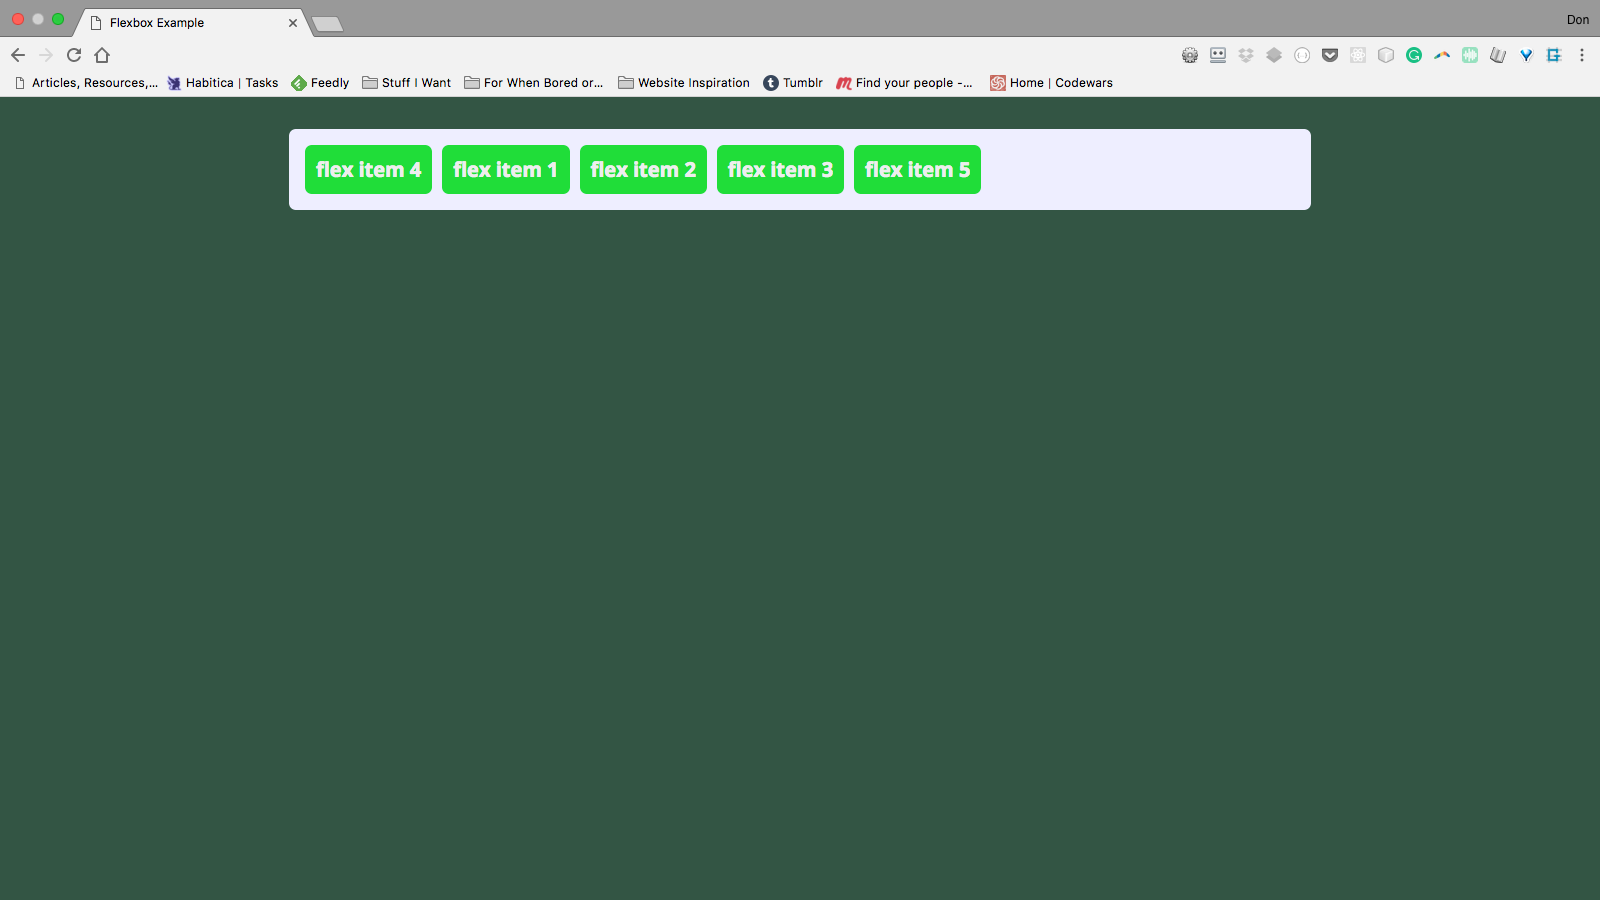 Flexbox Example
Don
Articles, Resources,... Habitica | Tasks Feedly Stuff I Want For When Bored or... Website Inspiration Tumblr Find your people -... Home | Codewars
flex item 4 flex item 1 flex item 2 flex item 3 flex item 5